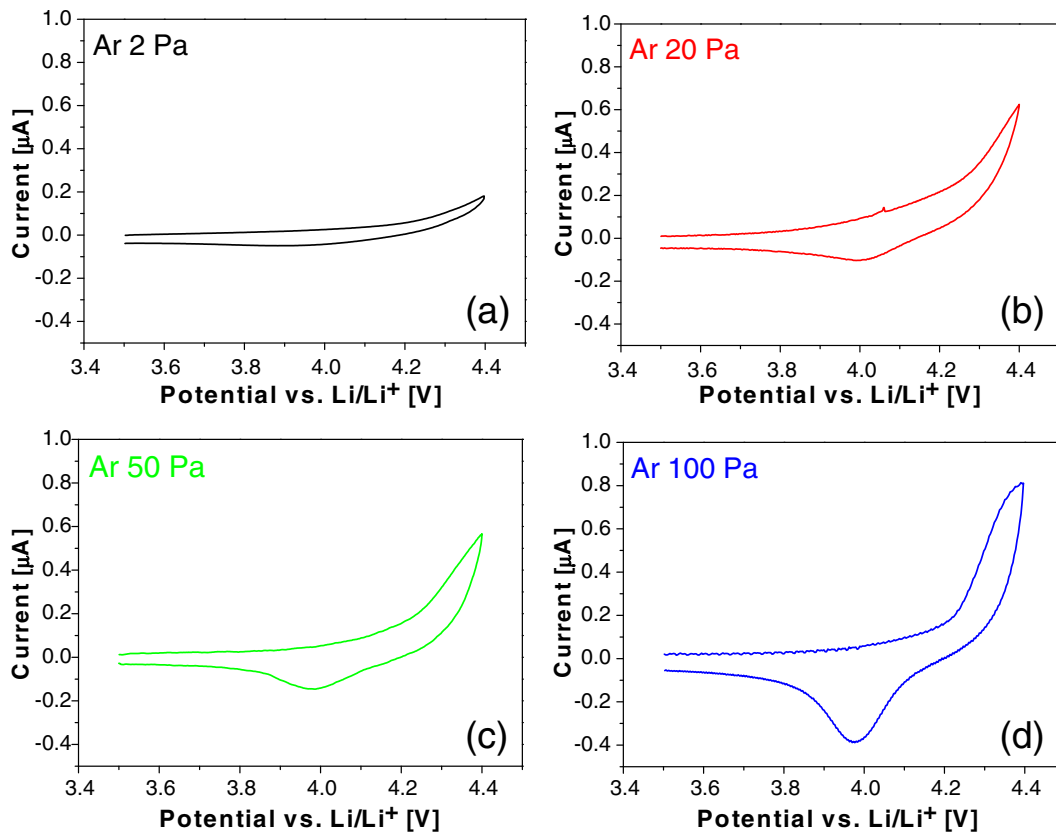 1.0
0.8
0.6
0.4
0.2
0.0
-0.2
-0.4
Current [μA]
Ar 2 Pa
(a)
3.4 3.6 3.8 4.0 4.2 4.4
Potential vs. Li/Li⁺ [V]
1.0
0.8
0.6
0.4
0.2
0.0
-0.2
-0.4
Current [μA]
Ar 20 Pa
(b)
3.4 3.6 3.8 4.0 4.2 4.4
Potential vs. Li/Li⁺ [V]
1.0
0.8
0.6
0.4
0.2
0.0
-0.2
-0.4
Current [μA]
Ar 50 Pa
(c)
3.4 3.6 3.8 4.0 4.2 4.4
Potential vs. Li/Li⁺ [V]
1.0
0.8
0.6
0.4
0.2
0.0
-0.2
-0.4
Current [μA]
Ar 100 Pa
(d)
3.4 3.6 3.8 4.0 4.2 4.4
Potential vs. Li/Li⁺ [V]